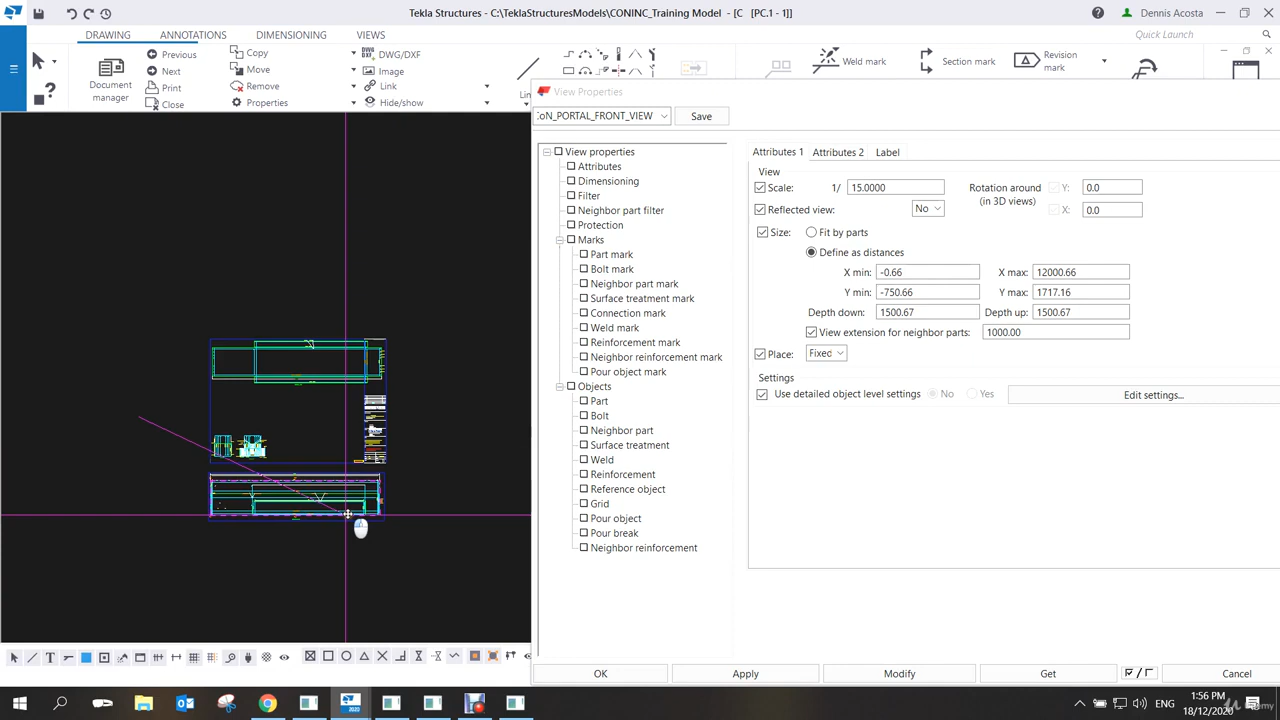 Tekla Structures - C:\TeklaStructuresModels\CONINC_Training Model - [C   [PC.1 - 1]]
Dennis Acosta
DRAWING ANNOTATIONS DIMENSIONING VIEWS
Quick Launch
Document manager
Previous
Next
Print
Close
Copy
Move
Remove
Properties
DWG/DXF
Image
Link
Hide/show
Weld mark
Section mark
Revision mark
View Properties
_PORTAL_FRONT_VIEW
Save
View properties
Attributes
Dimensioning
Filter
Neighbor part filter
Protection
Marks
Part mark
Bolt mark
Neighbor part mark
Surface treatment mark
Connection mark
Weld mark
Reinforcement mark
Neighbor reinforcement mark
Pour object mark
Objects
Part
Bolt
Neighbor part
Surface treatment
Weld
Reinforcement
Reference object
Grid
Pour object
Pour break
Neighbor reinforcement
Attributes 1 Attributes 2 Label
View
Scale: 1/ 15.0000 Rotation around (in 3D views) Y: 0.0
Reflected view: No X: 0.0
Size: Fit by parts
Define as distances
X min: -0.66 X max: 12000.66
Y min: -750.66 Y max: 1717.16
Depth down: 1500.67 Depth up: 1500.67
View extension for neighbor parts: 1000.00
Place: Fixed
Settings
Use detailed object level settings No Yes Edit settings...
OK Apply Modify Get Cancel
ENG
1:56 PM
18/12/2020